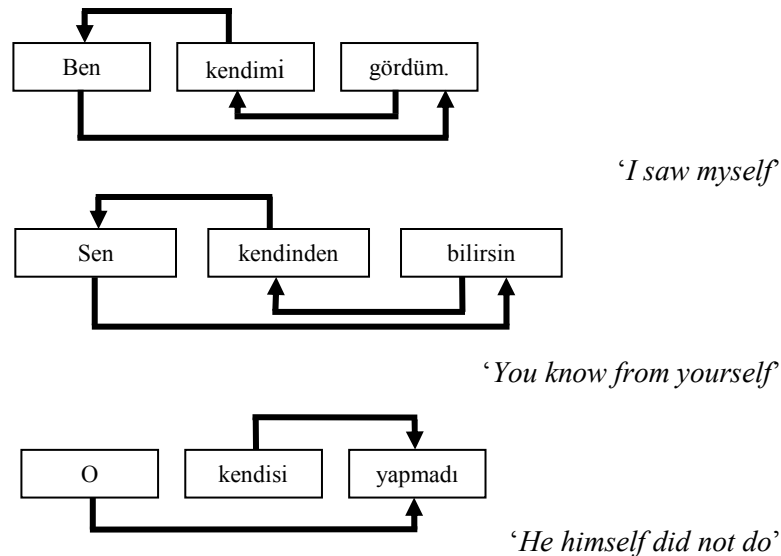 Ben kendimi gördüm.
‘I saw myself’
Sen kendinden bilirsin
‘You know from yourself’
O kendisi yapmadı
‘He himself did not do’